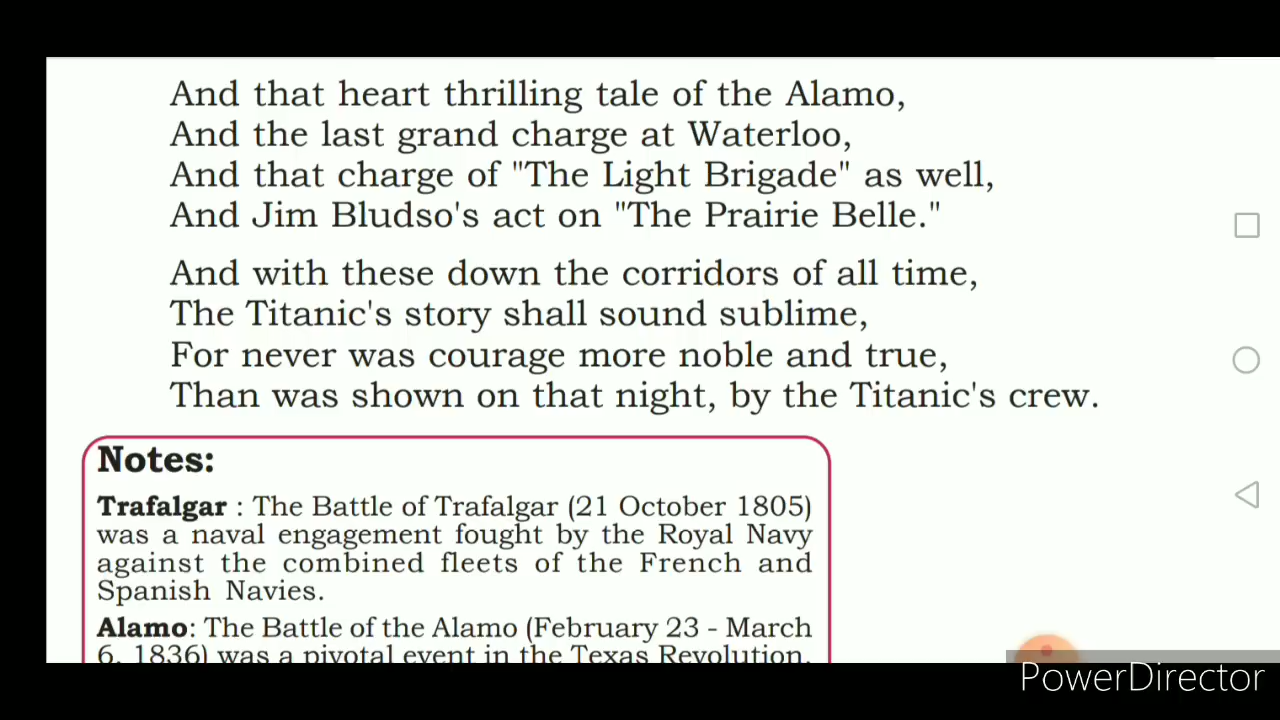 And that heart thrilling tale of the Alamo,
And the last grand charge at Waterloo,
And that charge of "The Light Brigade" as well,
And Jim Bludso's act on "The Prairie Belle."
And with these down the corridors of all time,
The Titanic's story shall sound sublime,
For never was courage more noble and true,
Than was shown on that night, by the Titanic's crew.
Notes:
Trafalgar : The Battle of Trafalgar (21 October 1805)
was a naval engagement fought by the Royal Navy
against the combined fleets of the French and
Spanish Navies.
Alamo: The Battle of the Alamo (February 23 - March
6, 1836) was a pivotal event in the Texas Revolution.
PowerDirector